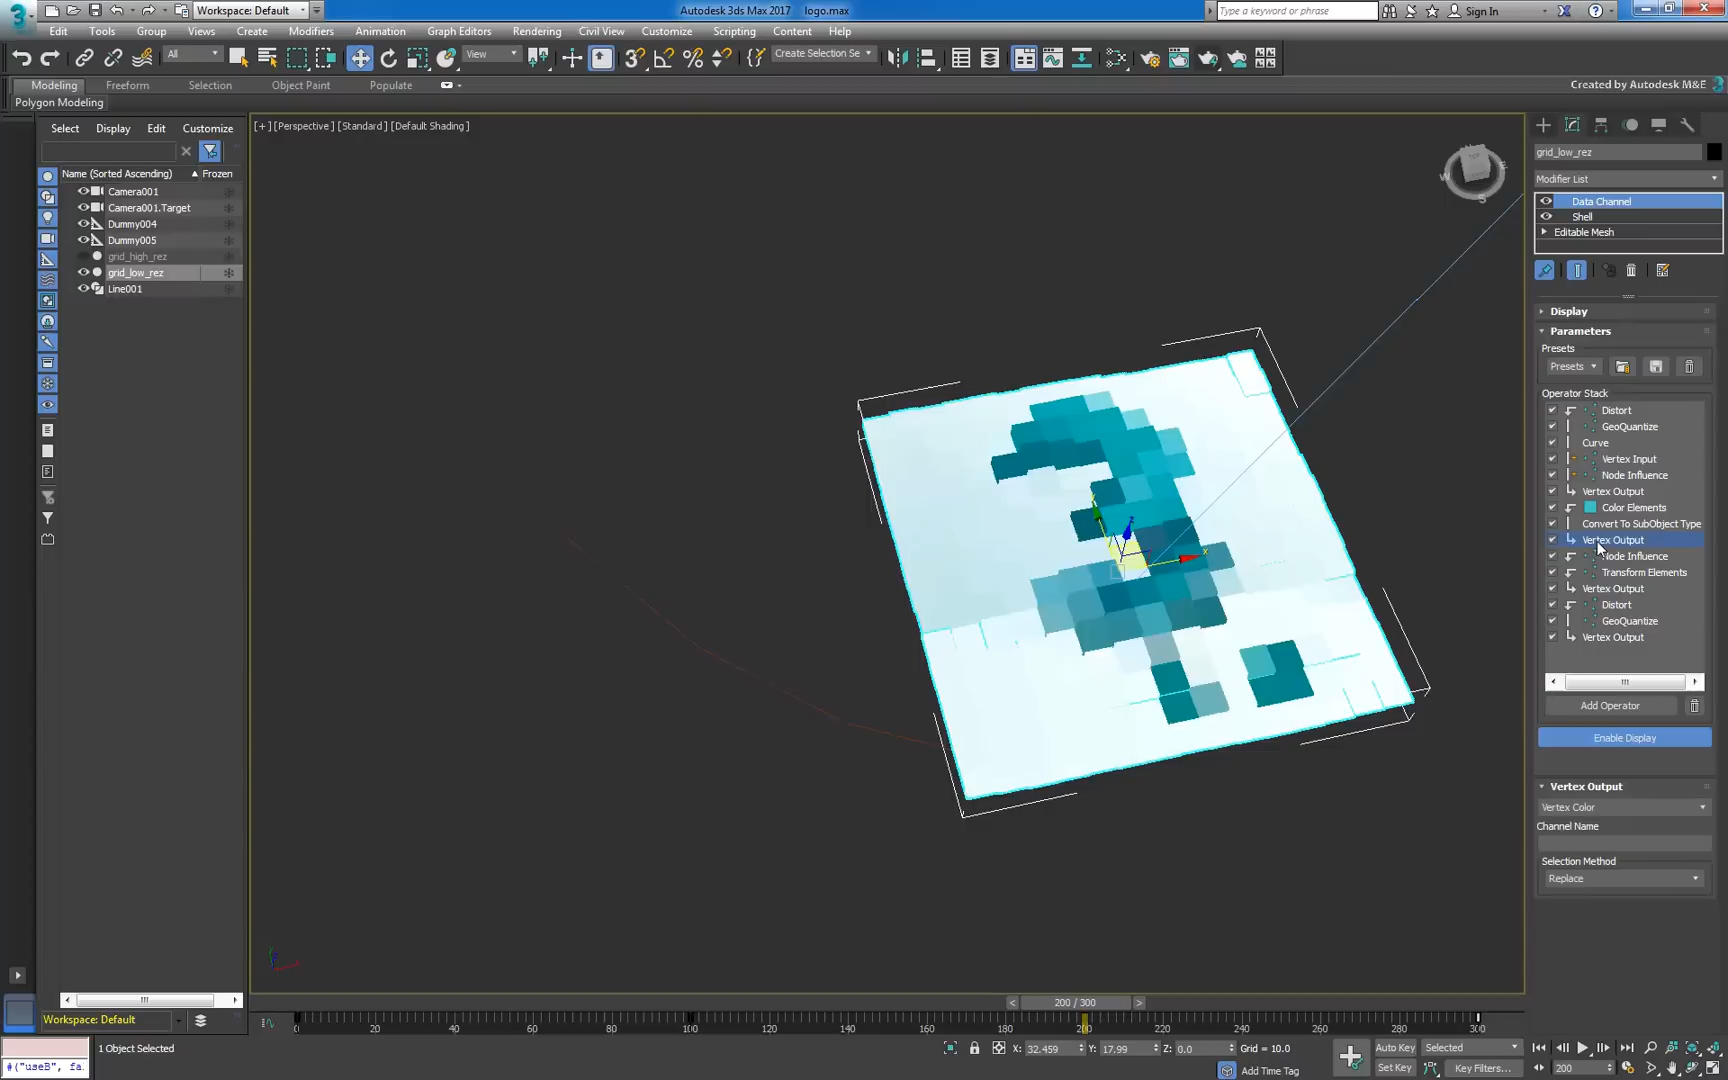 Workspace: Default
Autodesk 3ds Max 2017 logo.max
Type a keyword or phrase
Sign In
Edit Tools Group Views Create Modifiers Animation Graph Editors Rendering Civil View Customize Scripting Content Help
All
View
Create Selection Se
Modeling Freeform Selection Object Paint Populate
Created by Autodesk M&E
Polygon Modeling
Select Display Edit Customize
[+] [Perspective] [Standard] [Default Shading]
Name (Sorted Ascending) Frozen
Camera001
Camera001.Target
Dummy004
Dummy005
grid_high_rez
grid_low_rez
Line001
grid_low_rez
Modifier List
Data Channel
Shell
Editable Mesh
Display
Parameters
Presets
Presets
Operator Stack
Distort
GeoQuantize
Curve
Vertex Input
Node Influence
Vertex Output
Color Elements
Convert To SubObject Type
Vertex Output
Node Influence
Transform Elements
Vertex Output
Distort
GeoQuantize
Vertex Output
Add Operator
Enable Display
Vertex Output
Vertex Color
Channel Name
Selection Method
Replace
200 / 300
Workspace: Default
0 20 40 60 80 100 120 140 160 180 200 220 240 260 280 300
1 Object Selected
X: 32.459 Y: 17.99 Z: 0.0 Grid = 10.0
Auto Key Selected
#("useB", fa
Add Time Tag
Set Key Key Filters...
200